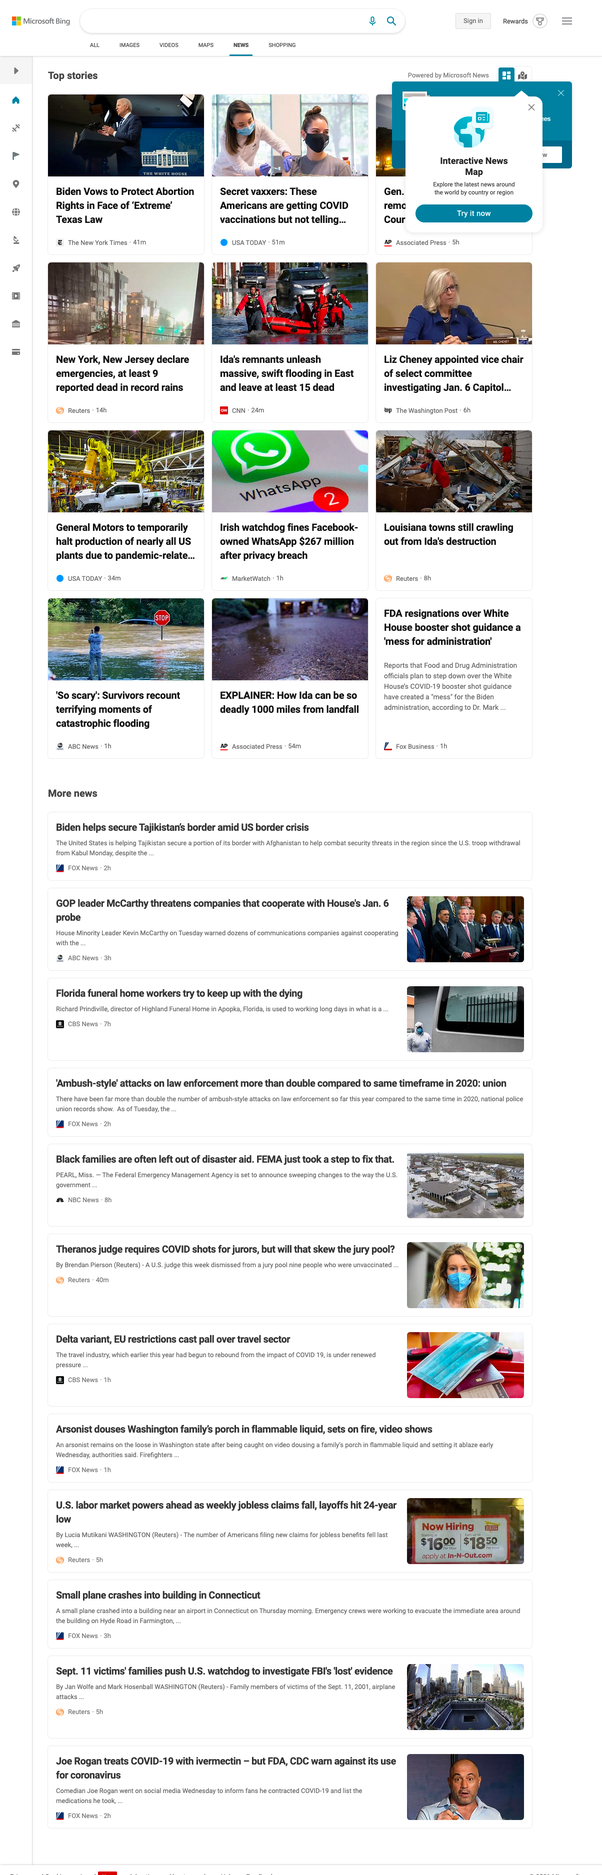 Microsoft Bing
Sign in
Rewards
ALL
IMAGES
VIDEOS
MAPS
NEWS
SHOPPING
Top stories
Powered by Microsoft News
Interactive News
Map
Explore the latest news around
the world by country or region
Try it now
Biden Vows to Protect Abortion
Rights in Face of 'Extreme'
Texas Law
The New York Times · 41m
Secret vaxxers: These
Americans are getting COVID
vaccinations but not telling...
USA TODAY · 51m
Gen.
Cour
AP Associated Press · 5h
New York, New Jersey declare
emergencies, at least 9
reported dead in record rains
Reuters · 14h
Ida's remnants unleash
massive, swift flooding in East
and leave at least 15 dead
CNN · 24m
Liz Cheney appointed vice chair
of select committee
investigating Jan. 6 Capitol...
wp The Washington Post · 6h
General Motors to temporarily
halt production of nearly all US
plants due to pandemic-relate...
USA TODAY · 34m
WhatsApp
2
Irish watchdog fines Facebook-
owned WhatsApp $267 million
after privacy breach
MarketWatch · 1h
Louisiana towns still crawling
out from Ida's destruction
Reuters · 8h
STOP
'So scary': Survivors recount
terrifying moments of
catastrophic flooding
ABC News · 1h
EXPLAINER: How Ida can be so
deadly 1000 miles from landfall
AP Associated Press · 54m
FDA resignations over White
House booster shot guidance a
'mess for administration'
Reports that Food and Drug Administration
officials plan to step down over the White
House's COVID-19 booster shot guidance
have created a "mess" for the Biden
administration, according to Dr. Mark ...
Fox Business · 1h
More news
Biden helps secure Tajikistan's border amid US border crisis
The United States is helping Tajikistan secure a portion of its border with Afghanistan to help combat security threats in the region since the U.S. troop withdrawal
from Kabul Monday, despite the ...
FOX News · 2h
GOP leader McCarthy threatens companies that cooperate with House's Jan. 6
probe
House Minority Leader Kevin McCarthy on Tuesday warned dozens of communications companies against cooperating
with the ...
ABC News · 3h
Florida funeral home workers try to keep up with the dying
Richard Prindiville, director of Highland Funeral Home in Apopka, Florida, is used to working long days in what is a ...
CBS News · 7h
'Ambush-style' attacks on law enforcement more than double compared to same timeframe in 2020: union
There have been far more than double the number of ambush-style attacks on law enforcement so far this year compared to the same time in 2020, national police
union records show. As of Tuesday, the ...
FOX News · 2h
Black families are often left out of disaster aid. FEMA just took a step to fix that.
PEARL, Miss. — The Federal Emergency Management Agency is set to announce sweeping changes to the way the U.S.
government ...
NBC News · 8h
Theranos judge requires COVID shots for jurors, but will that skew the jury pool?
By Brendan Pierson (Reuters) - A U.S. judge this week dismissed from a jury pool nine people who were unvaccinated ...
Reuters · 40m
Delta variant, EU restrictions cast pall over travel sector
The travel industry, which earlier this year had begun to rebound from the impact of COVID 19, is under renewed
pressure ...
CBS News · 1h
Arsonist douses Washington family's porch in flammable liquid, sets on fire, video shows
An arsonist remains on the loose in Washington state after being caught on video dousing a family's porch in flammable liquid and setting it ablaze early
Wednesday, authorities said. Firefighters ...
FOX News · 1h
U.S. labor market powers ahead as weekly jobless claims fall, layoffs hit 24-year
low
By Lucia Mutikani WASHINGTON (Reuters) - The number of Americans filing new claims for jobless benefits fell last
week, ...
Reuters · 5h
Now Hiring
$16.00 $18.50
apply at In-N-Out.com
Small plane crashes into building in Connecticut
A small plane crashed into a building near an airport in Connecticut on Thursday morning. Emergency crews were working to evacuate the immediate area around
the building on Hyde Road in Farmington, ...
FOX News · 3h
Sept. 11 victims' families push U.S. watchdog to investigate FBI's 'lost' evidence
By Jan Wolfe and Mark Hosenball WASHINGTON (Reuters) - Family members of victims of the Sept. 11, 2001, airplane
attacks ...
Reuters · 5h
Joe Rogan treats COVID-19 with ivermectin – but FDA, CDC warn against its use
for coronavirus
Comedian Joe Rogan went on social media Wednesday to inform fans he contracted COVID-19 and list the
medications he took, ...
FOX News · 2h